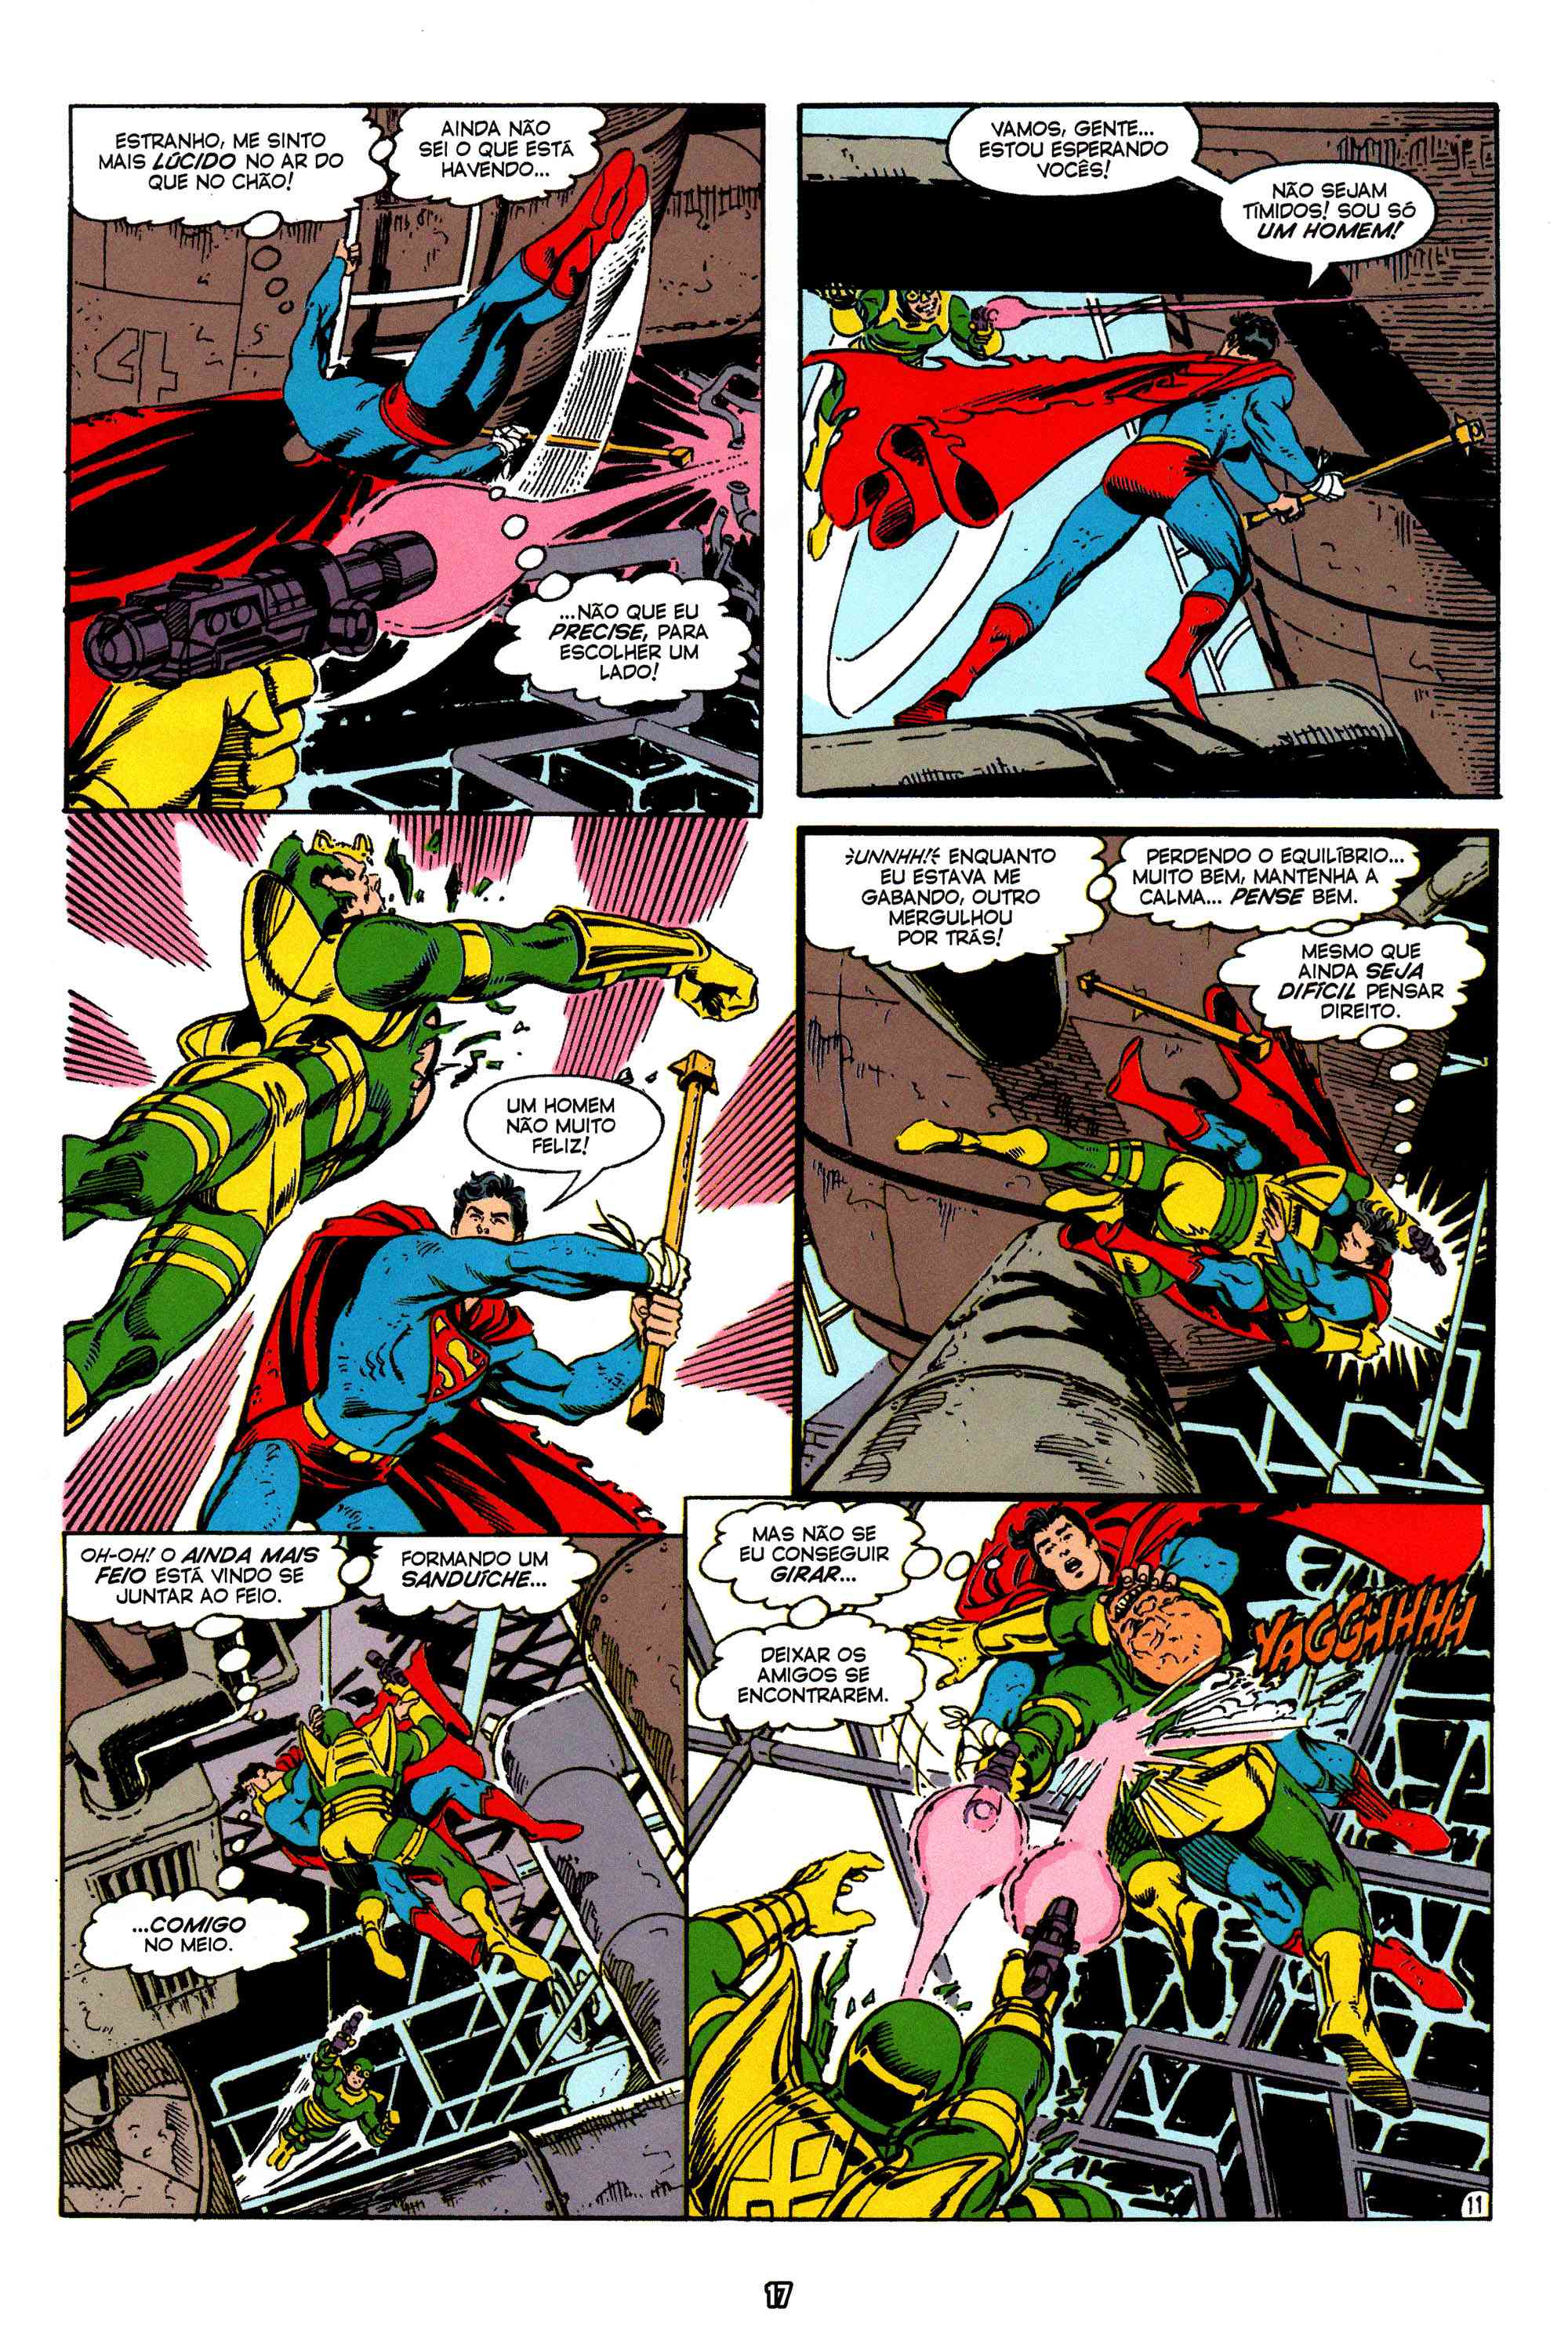 ESTRANHO, ME SINTO
MAIS LÚCIDO NO AR DO
QUE NO CHÃO!
AINDA NÃO
SEI O QUE ESTÁ
HAVENDO...
4
...NÃO QUE EU
PRECISE, PARA
ESCOLHER UM
LADO!
VAMOS, GENTE...
ESTOU ESPERANDO
VOCÊS!
NÃO SEJAM
TÍMIDOS! SOU SÓ
UM HOMEM!
UM HOMEM
NÃO MUITO
FELIZ!
S
UNNHH! ENQUANTO
EU ESTAVA ME
GABANDO, OUTRO
MERGULHOU
POR TRÁS!
PERDENDO O EQUILÍBRIO...
MUITO BEM, MANTENHA A
CALMA... PENSE BEM.
MESMO QUE
AINDA SEJA
DIFÍCIL PENSAR
DIREITO.
OH-OH! O AINDA MAIS
FEIO ESTÁ VINDO SE
JUNTAR AO FEIO.
FORMANDO UM
SANDUÍCHE...
...COMIGO
NO MEIO.
MAS NÃO SE
EU CONSEGUIR
GIRAR...
DEIXAR OS
AMIGOS SE
ENCONTRAREM.
YAGGHHHH
11
17